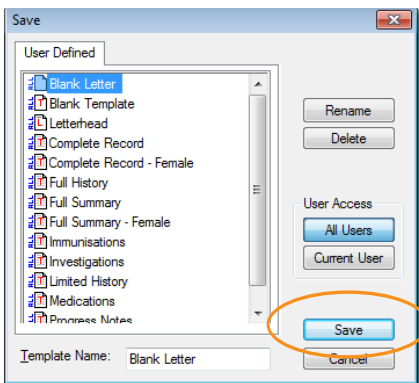 Save
User Defined
Blank Letter
Blank Template
Letterhead
Complete Record
Complete Record - Female
Full History
Full Summary
Full Summary - Female
Immunisations
Investigations
Limited History
Medications
Progress Notes
Rename
Delete
User Access
All Users
Current User
Save
Template Name: Blank Letter
Cancel